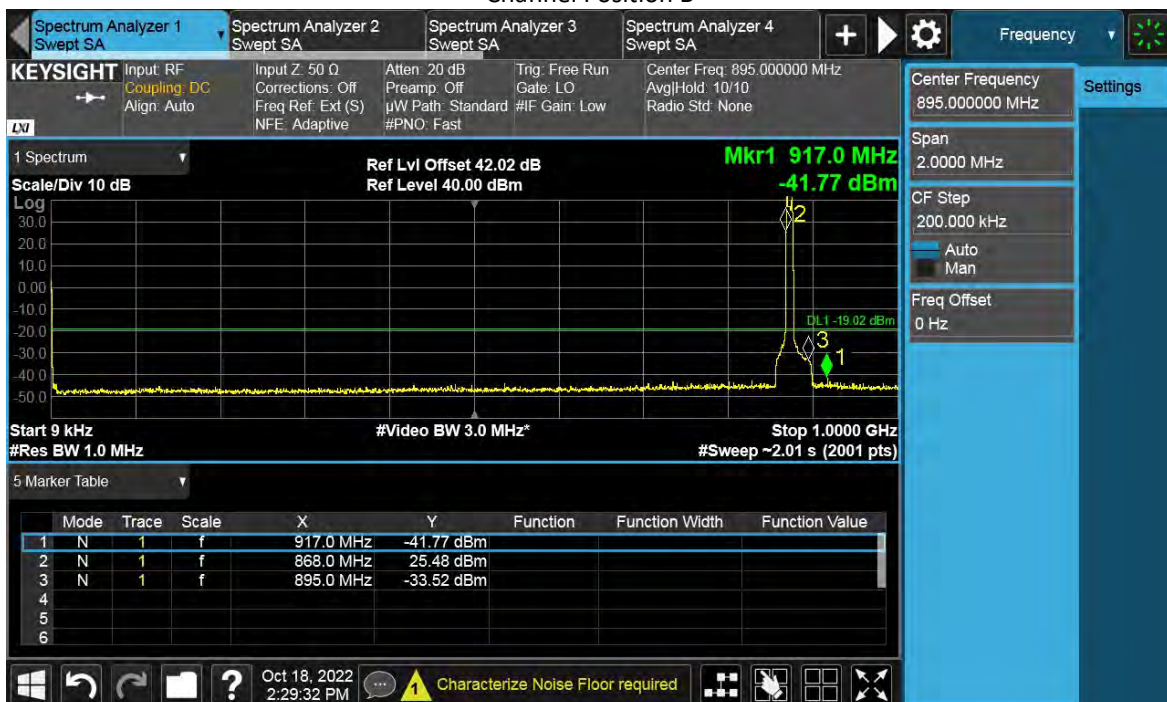 Channel Position B
Spectrum Analyzer 1
Swept SA
Spectrum Analyzer 2
Swept SA
Spectrum Analyzer 3
Swept SA
Spectrum Analyzer 4
Swept SA
+
Frequency
KEYSIGHT
LXI
Input: RF
Coupling: DC
Align: Auto
Input Z: 50 Ω
Corrections: Off
Freq Ref: Ext (S)
NFE: Adaptive
Atten: 20 dB
Preamp: Off
µW Path: Standard
#PNO: Fast
Trig: Free Run
Gate: LO
#IF Gain: Low
Center Freq: 895.000000 MHz
Avg|Hold: 10/10
Radio Std: None
Center Frequency
895.000000 MHz
Settings
Span
2.0000 MHz
CF Step
200.000 kHz
Auto
Man
Freq Offset
0 Hz
1 Spectrum
Scale/Div 10 dB
Ref Lvl Offset 42.02 dB
Ref Level 40.00 dBm
Mkr1 917.0 MHz
-41.77 dBm
Log
30.0
20.0
10.0
0.00
-10.0
-20.0
-30.0
-40.0
-50.0
2
DL1 -19.02 dBm
3
1
Start 9 kHz
#Video BW 3.0 MHz*
Stop 1.0000 GHz
#Res BW 1.0 MHz
#Sweep ~2.01 s (2001 pts)
5 Marker Table
Mode Trace Scale X Y Function Function Width Function Value
1 N 1 f 917.0 MHz -41.77 dBm
2 N 1 f 868.0 MHz 25.48 dBm
3 N 1 f 895.0 MHz -33.52 dBm
4
5
6
?
Oct 18, 2022
2:29:32 PM
1
Characterize Noise Floor required